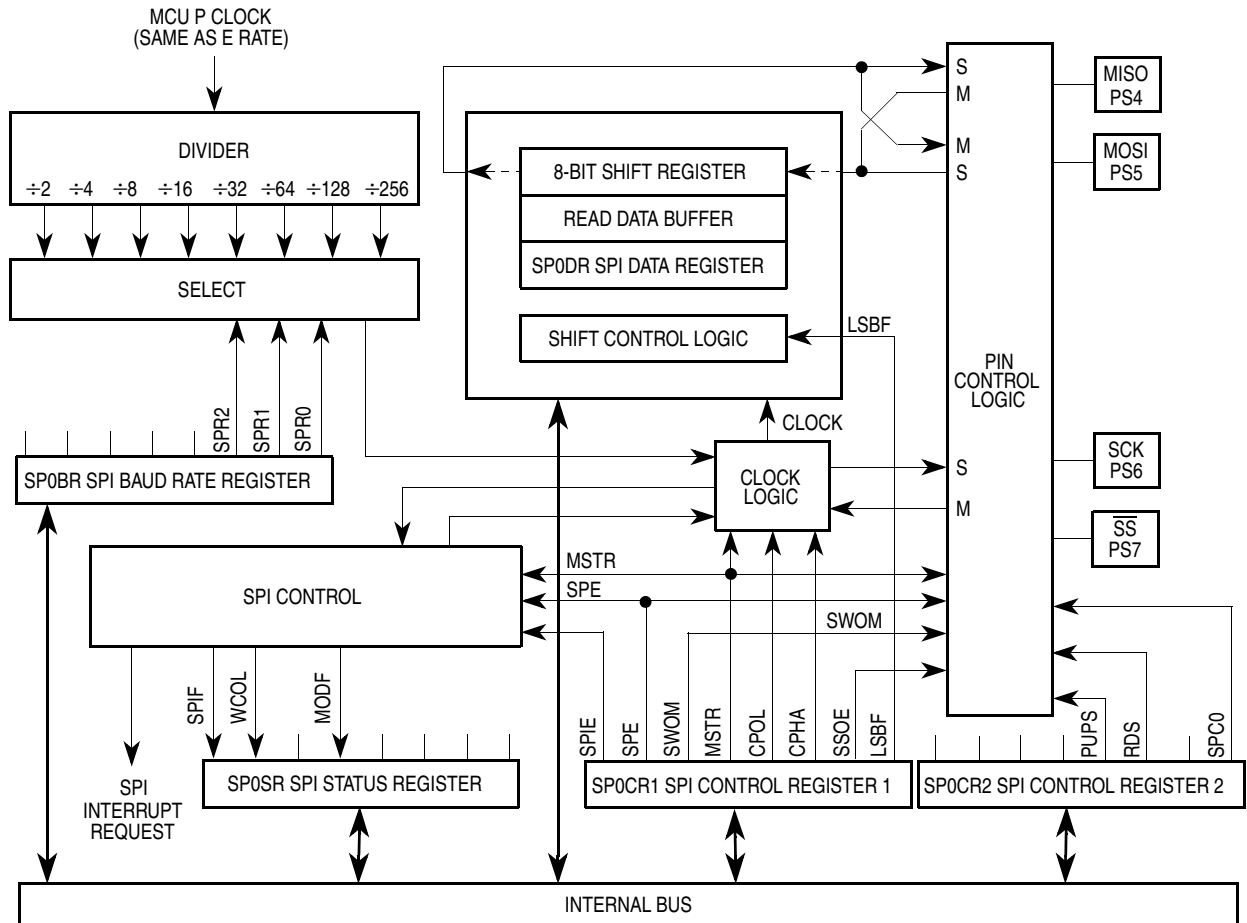 MCU P CLOCK
(SAME AS E RATE)
DIVIDER
÷2 ÷4 ÷8 ÷16 ÷32 ÷64 ÷128 ÷256
SELECT
SPR2
SPR1
SPR0
SP0BR SPI BAUD RATE REGISTER
8-BIT SHIFT REGISTER
READ DATA BUFFER
SP0DR SPI DATA REGISTER
SHIFT CONTROL LOGIC
LSBF
CLOCK
CLOCK
LOGIC
S
M
M
S
PIN
CONTROL
LOGIC
S
M
MISO
PS4
MOSI
PS5
SCK
PS6
SS
PS7
SPI CONTROL
MSTR
SPE
SWOM
SPIF
WCOL
MODF
SPI
INTERRUPT
REQUEST
SP0SR SPI STATUS REGISTER
SPIE
SPE
SWOM
MSTR
CPOL
CPHA
SSOE
LSBF
SP0CR1 SPI CONTROL REGISTER 1
PUPS
RDS
SPC0
SP0CR2 SPI CONTROL REGISTER 2
INTERNAL BUS